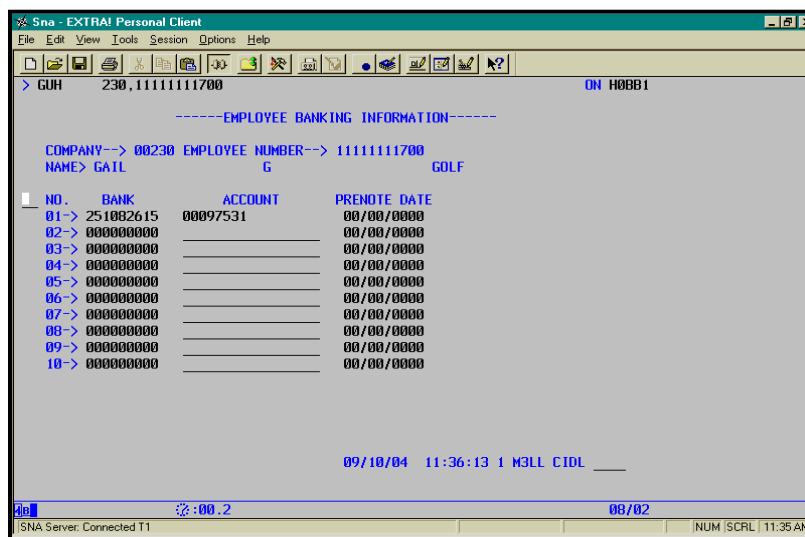 Sna - EXTRA! Personal Client
File Edit View Tools Session Options Help
> GUH 230,11111111700 ON H0BB1
------EMPLOYEE BANKING INFORMATION------
COMPANY--> 00230 EMPLOYEE NUMBER--> 11111111700
NAME> GAIL G GOLF
NO. BANK ACCOUNT PRENOTE DATE
01-> 251082615 00097531 00/00/0000
02-> 000000000 00/00/0000
03-> 000000000 00/00/0000
04-> 000000000 00/00/0000
05-> 000000000 00/00/0000
06-> 000000000 00/00/0000
07-> 000000000 00/00/0000
08-> 000000000 00/00/0000
09-> 000000000 00/00/0000
10-> 000000000 00/00/0000
09/10/04 11:36:13 1 M3LL CIDL ____
4B :00.2 08/02
SNA Server: Connected T1 NUM SCRL 11:35 AM